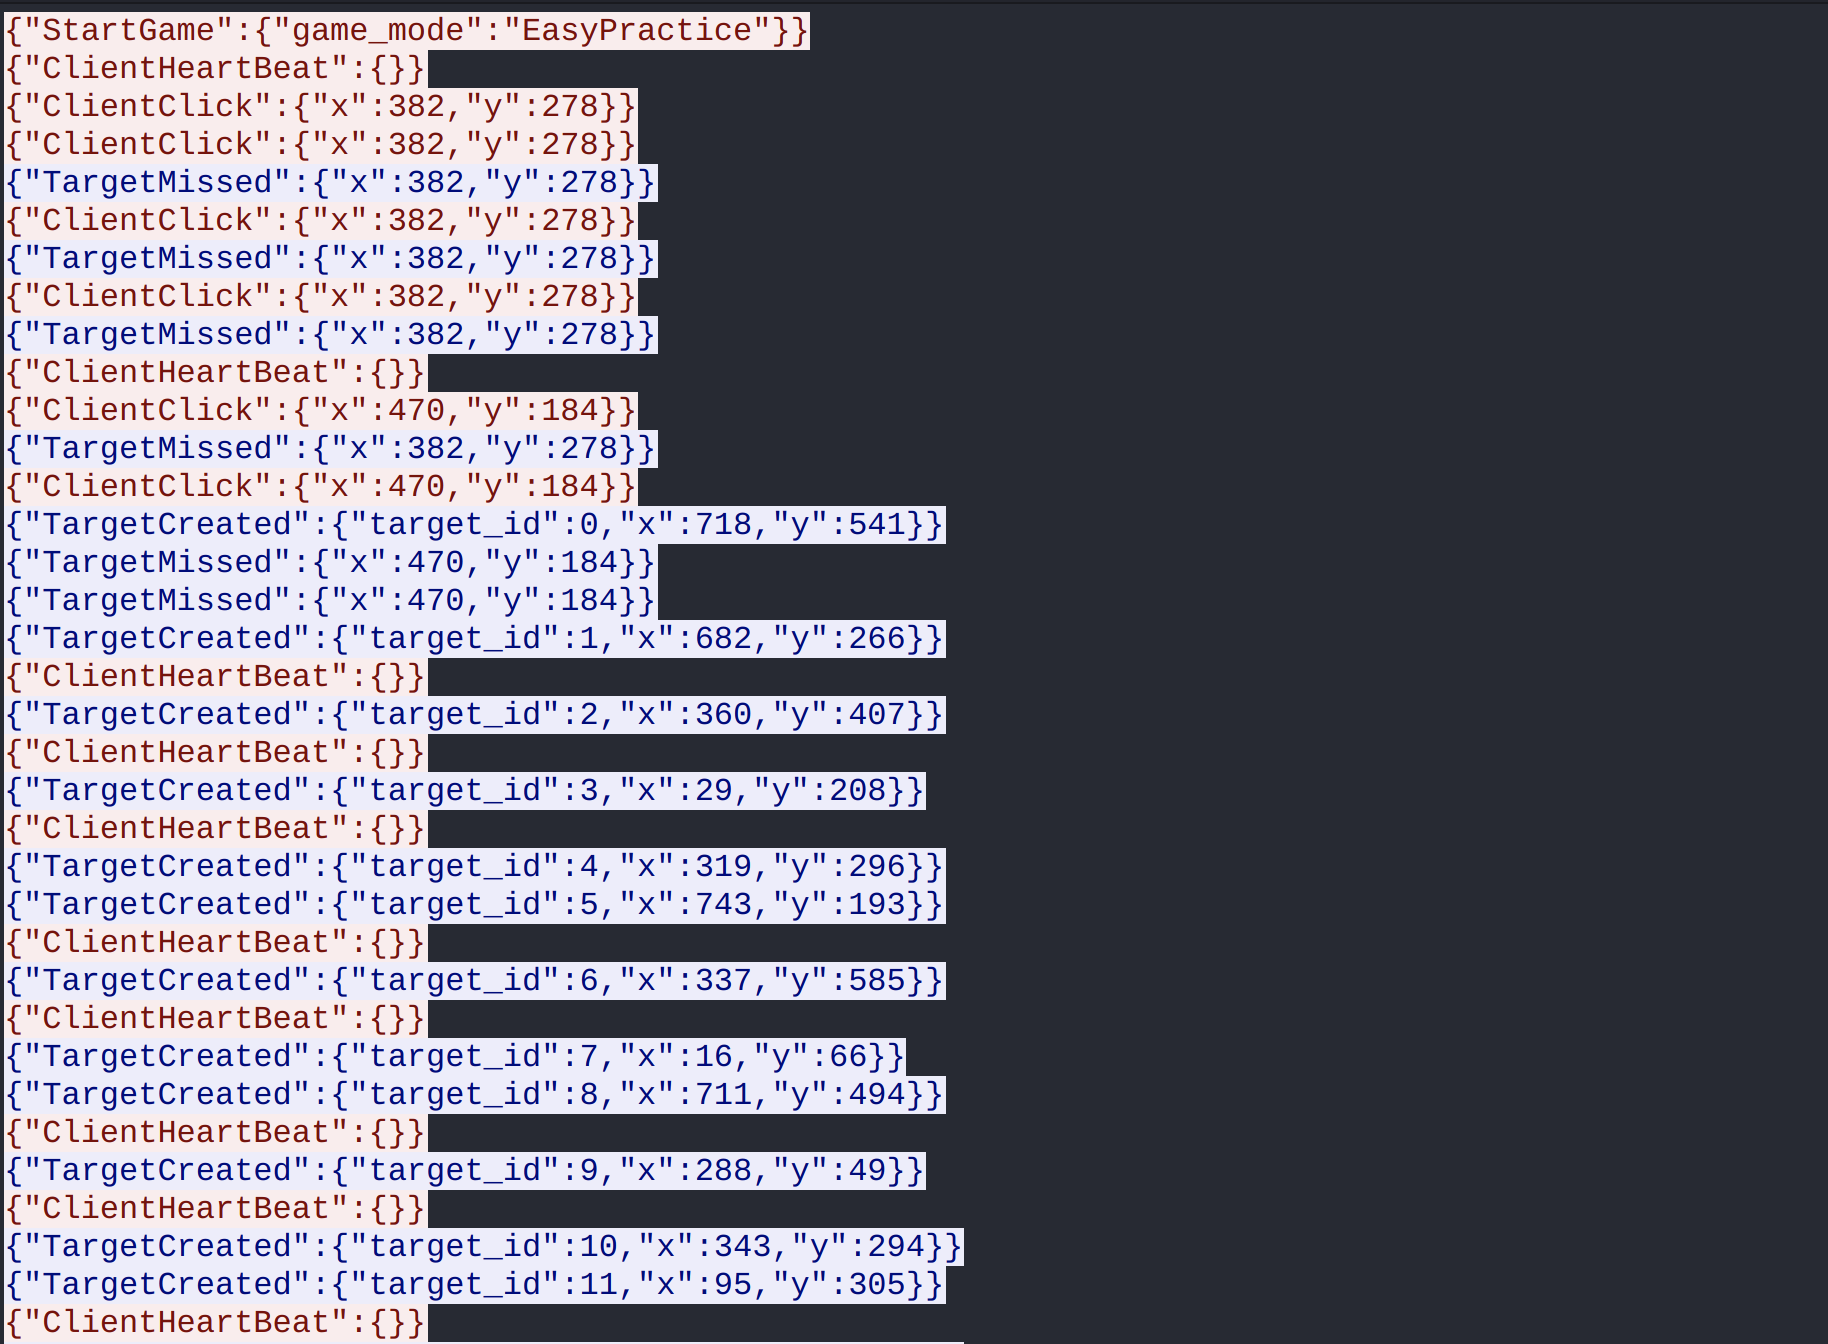 {"StartGame":{"game_mode":"EasyPractice"}}
{"ClientHeartBeat":{}}
{"ClientClick":{"x":382,"y":278}}
{"ClientClick":{"x":382,"y":278}}
{"TargetMissed":{"x":382,"y":278}}
{"ClientClick":{"x":382,"y":278}}
{"TargetMissed":{"x":382,"y":278}}
{"ClientClick":{"x":382,"y":278}}
{"TargetMissed":{"x":382,"y":278}}
{"ClientHeartBeat":{}}
{"ClientClick":{"x":470,"y":184}}
{"TargetMissed":{"x":382,"y":278}}
{"ClientClick":{"x":470,"y":184}}
{"TargetCreated":{"target_id":0,"x":718,"y":541}}
{"TargetMissed":{"x":470,"y":184}}
{"TargetMissed":{"x":470,"y":184}}
{"TargetCreated":{"target_id":1,"x":682,"y":266}}
{"ClientHeartBeat":{}}
{"TargetCreated":{"target_id":2,"x":360,"y":407}}
{"ClientHeartBeat":{}}
{"TargetCreated":{"target_id":3,"x":29,"y":208}}
{"ClientHeartBeat":{}}
{"TargetCreated":{"target_id":4,"x":319,"y":296}}
{"TargetCreated":{"target_id":5,"x":743,"y":193}}
{"ClientHeartBeat":{}}
{"TargetCreated":{"target_id":6,"x":337,"y":585}}
{"ClientHeartBeat":{}}
{"TargetCreated":{"target_id":7,"x":16,"y":66}}
{"TargetCreated":{"target_id":8,"x":711,"y":494}}
{"ClientHeartBeat":{}}
{"TargetCreated":{"target_id":9,"x":288,"y":49}}
{"ClientHeartBeat":{}}
{"TargetCreated":{"target_id":10,"x":343,"y":294}}
{"TargetCreated":{"target_id":11,"x":95,"y":305}}
{"ClientHeartBeat":{}}